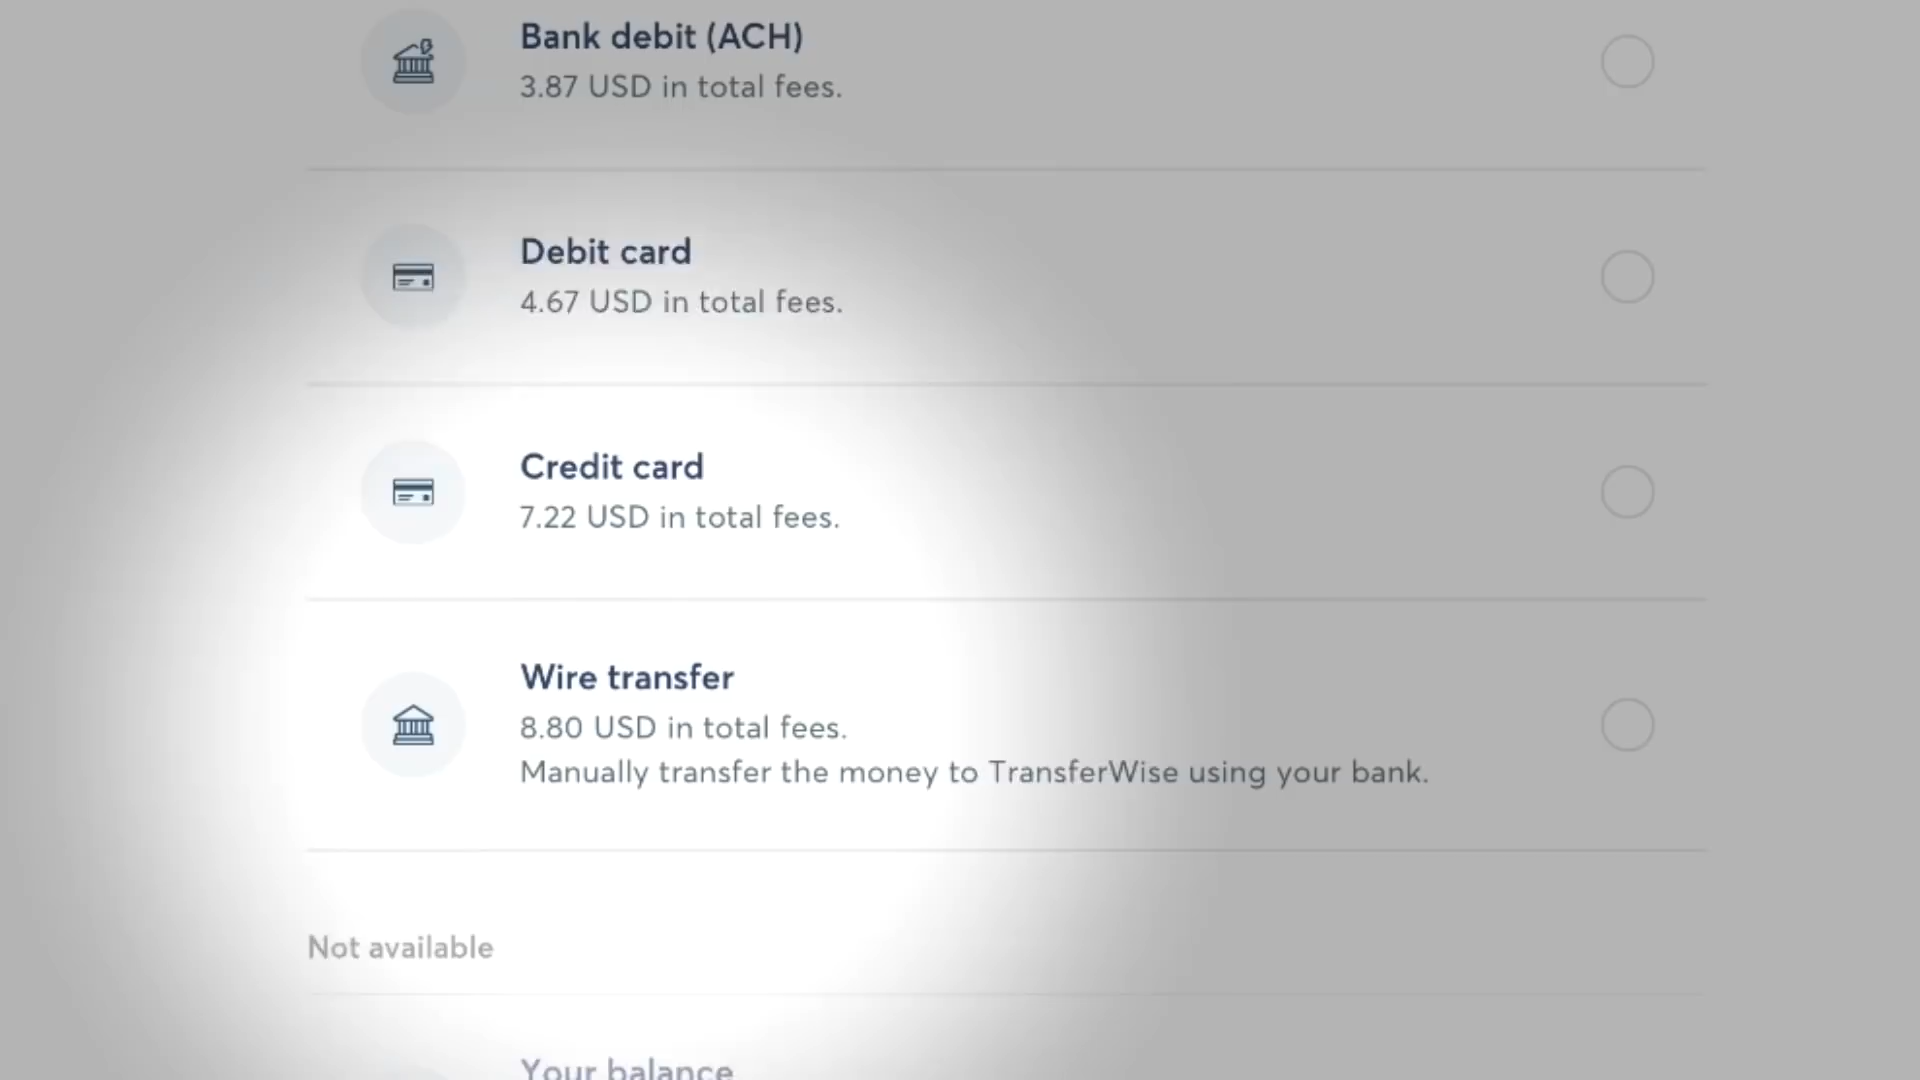 Bank debit (ACH)
3.87 USD in total fees.
Debit card
4.67 USD in total fees.
Credit card
7.22 USD in total fees.
Wire transfer
8.80 USD in total fees.
Manually transfer the money to TransferWise using your bank.
Not available
Your balance